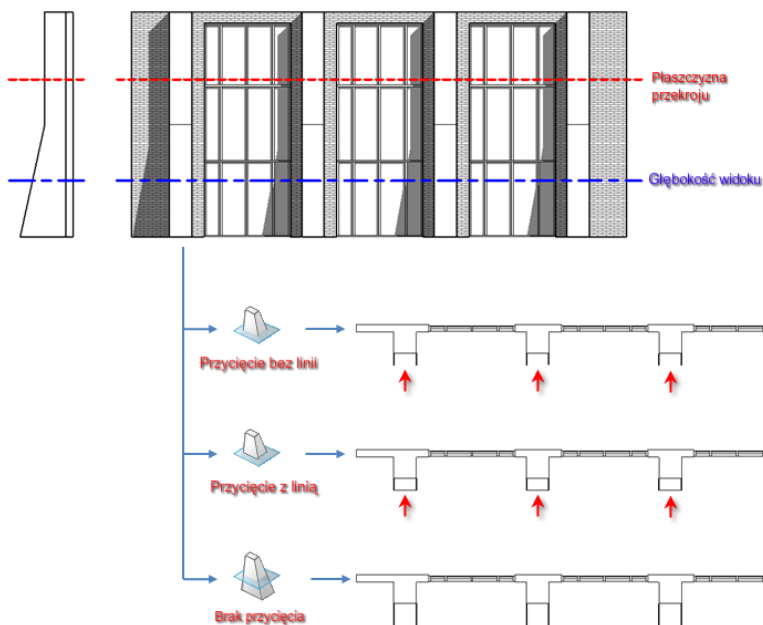 Płaszczyzna
przekroju
Głębokość widoku
Przycięcie bez linii
Przycięcie z linią
Brak przycięcia